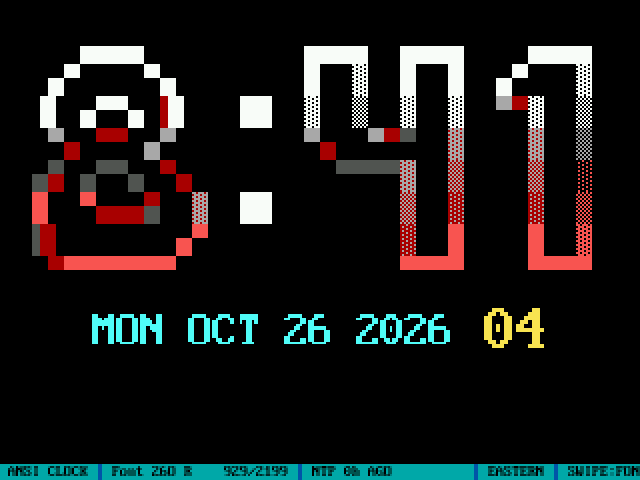 8:41
MON OCT 26 2026 04
ANSI CLOCK Font 260 R 929/2199 NTP 0h AGO EASTERN SWIPE:FON